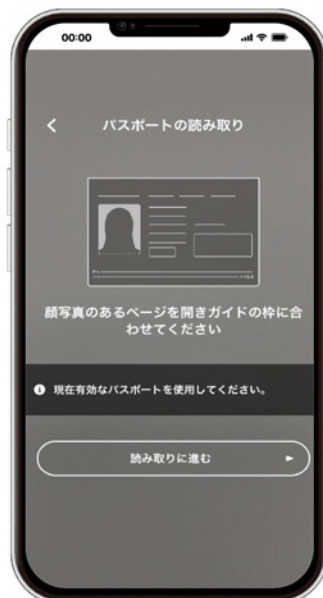 00:00
パスポートの読み取り
顔写真のあるページを開きガイドの枠に合
わせてください
現在有効なパスポートを使用してください。
読み取りに進む